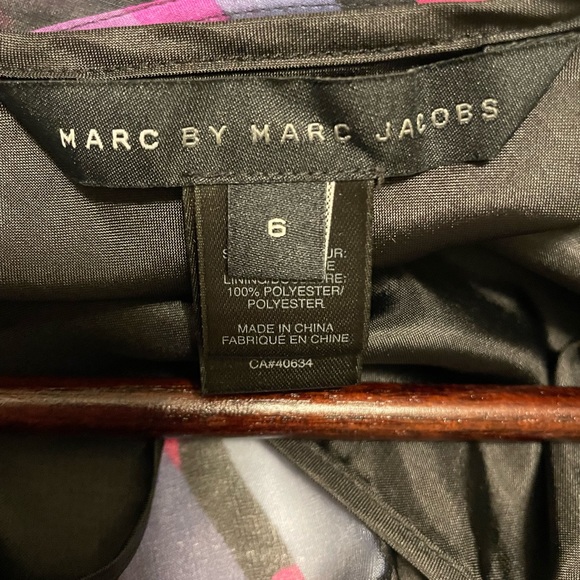 MARC BY MARC JACOBS
6
100% POLYESTER/
POLYESTER
MADE IN CHINA
FABRIQUÉ EN CHINE
CA#40634